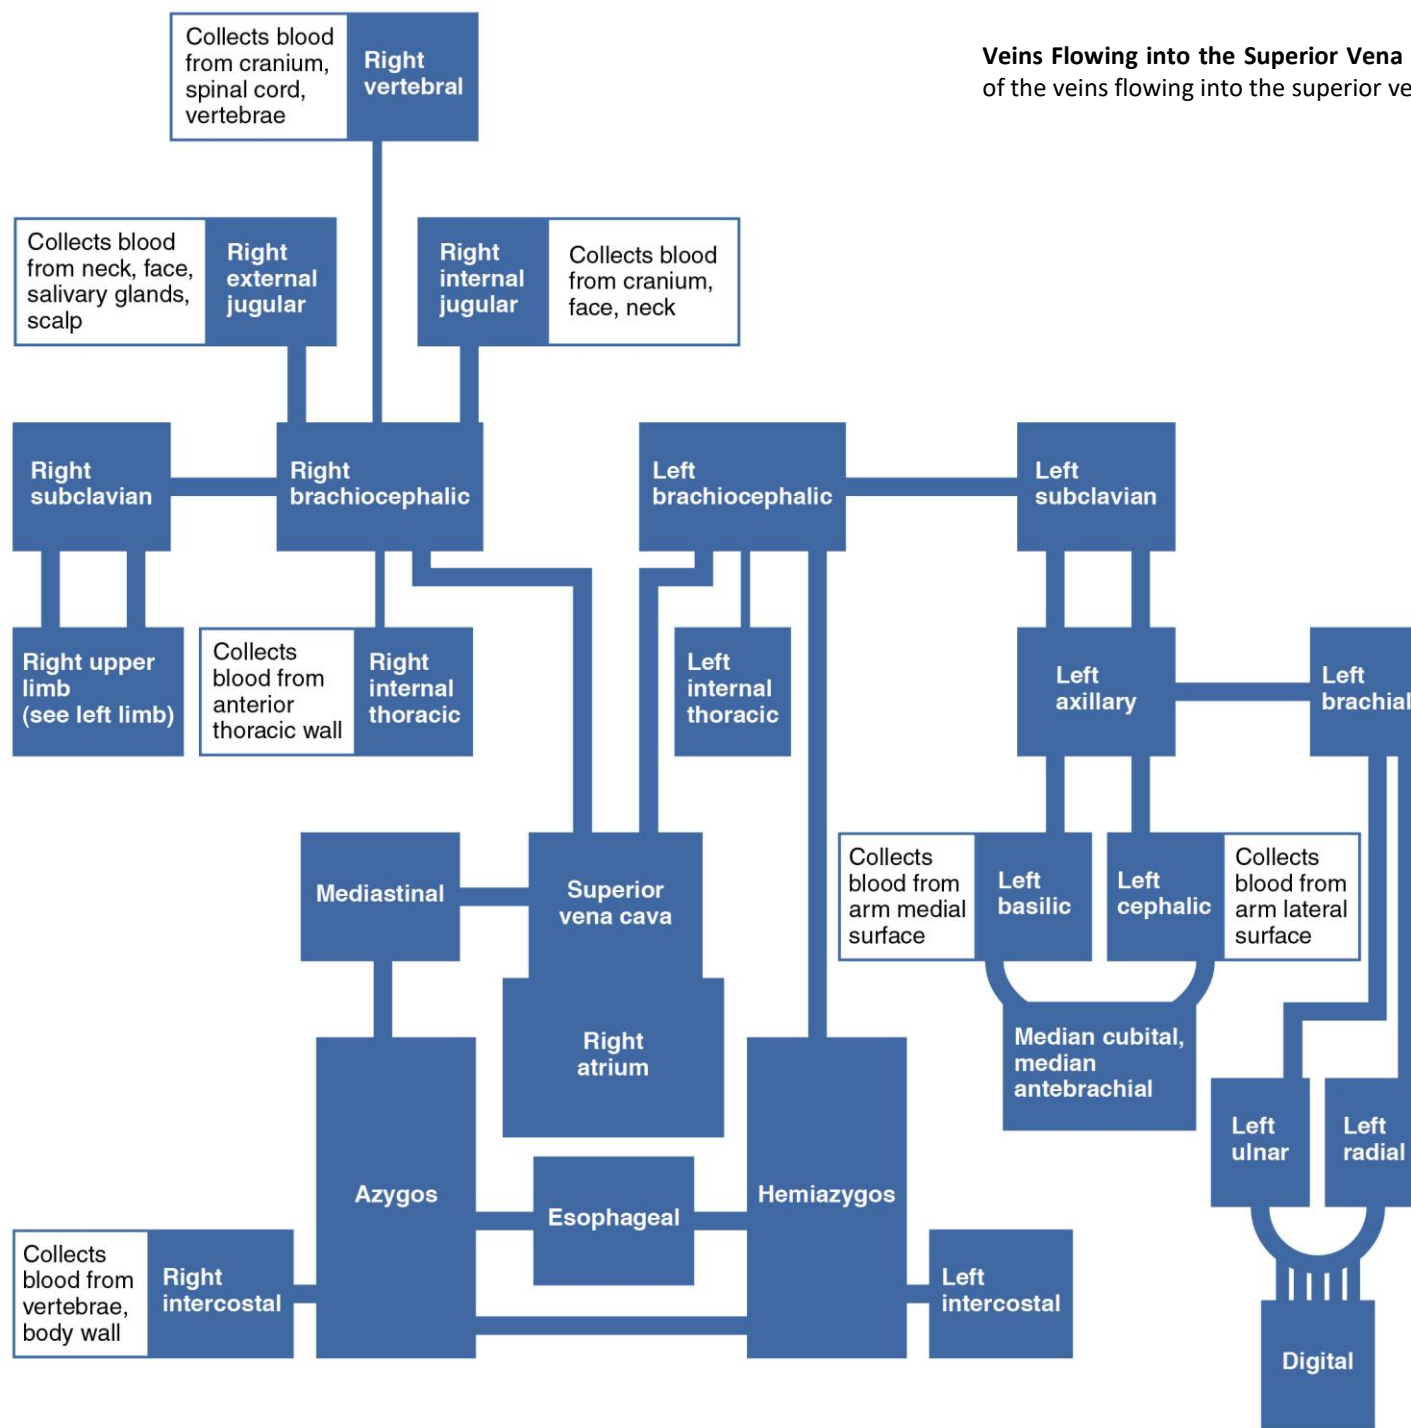 Collects blood
from cranium,
spinal cord,
vertebrae
Right
vertebral
Veins Flowing into the Superior Vena
of the veins flowing into the superior
Collects blood
from neck, face,
salivary glands,
scalp
Right
external
jugular
Right
internal
jugular
Collects blood
from cranium,
face, neck
Right
subclavian
Right
brachiocephalic
Left
brachiocephalic
Left
subclavian
Right upper
limb
(see left limb)
Collects
blood from
anterior
thoracic wall
Right
internal
thoracic
Left
internal
thoracic
Left
axillary
Left
brachial
Mediastinal
Superior
vena cava
Collects
blood from
arm medial
surface
Left
basilic
Left
cephalic
Collects
blood from
arm lateral
surface
Right
atrium
Median cubital,
median
antebrachial
Left
ulnar
Left
radial
Azygos
Esophageal
Hemiazygos
Collects
blood from
vertebrae,
body wall
Right
intercostal
Left
intercostal
Digital